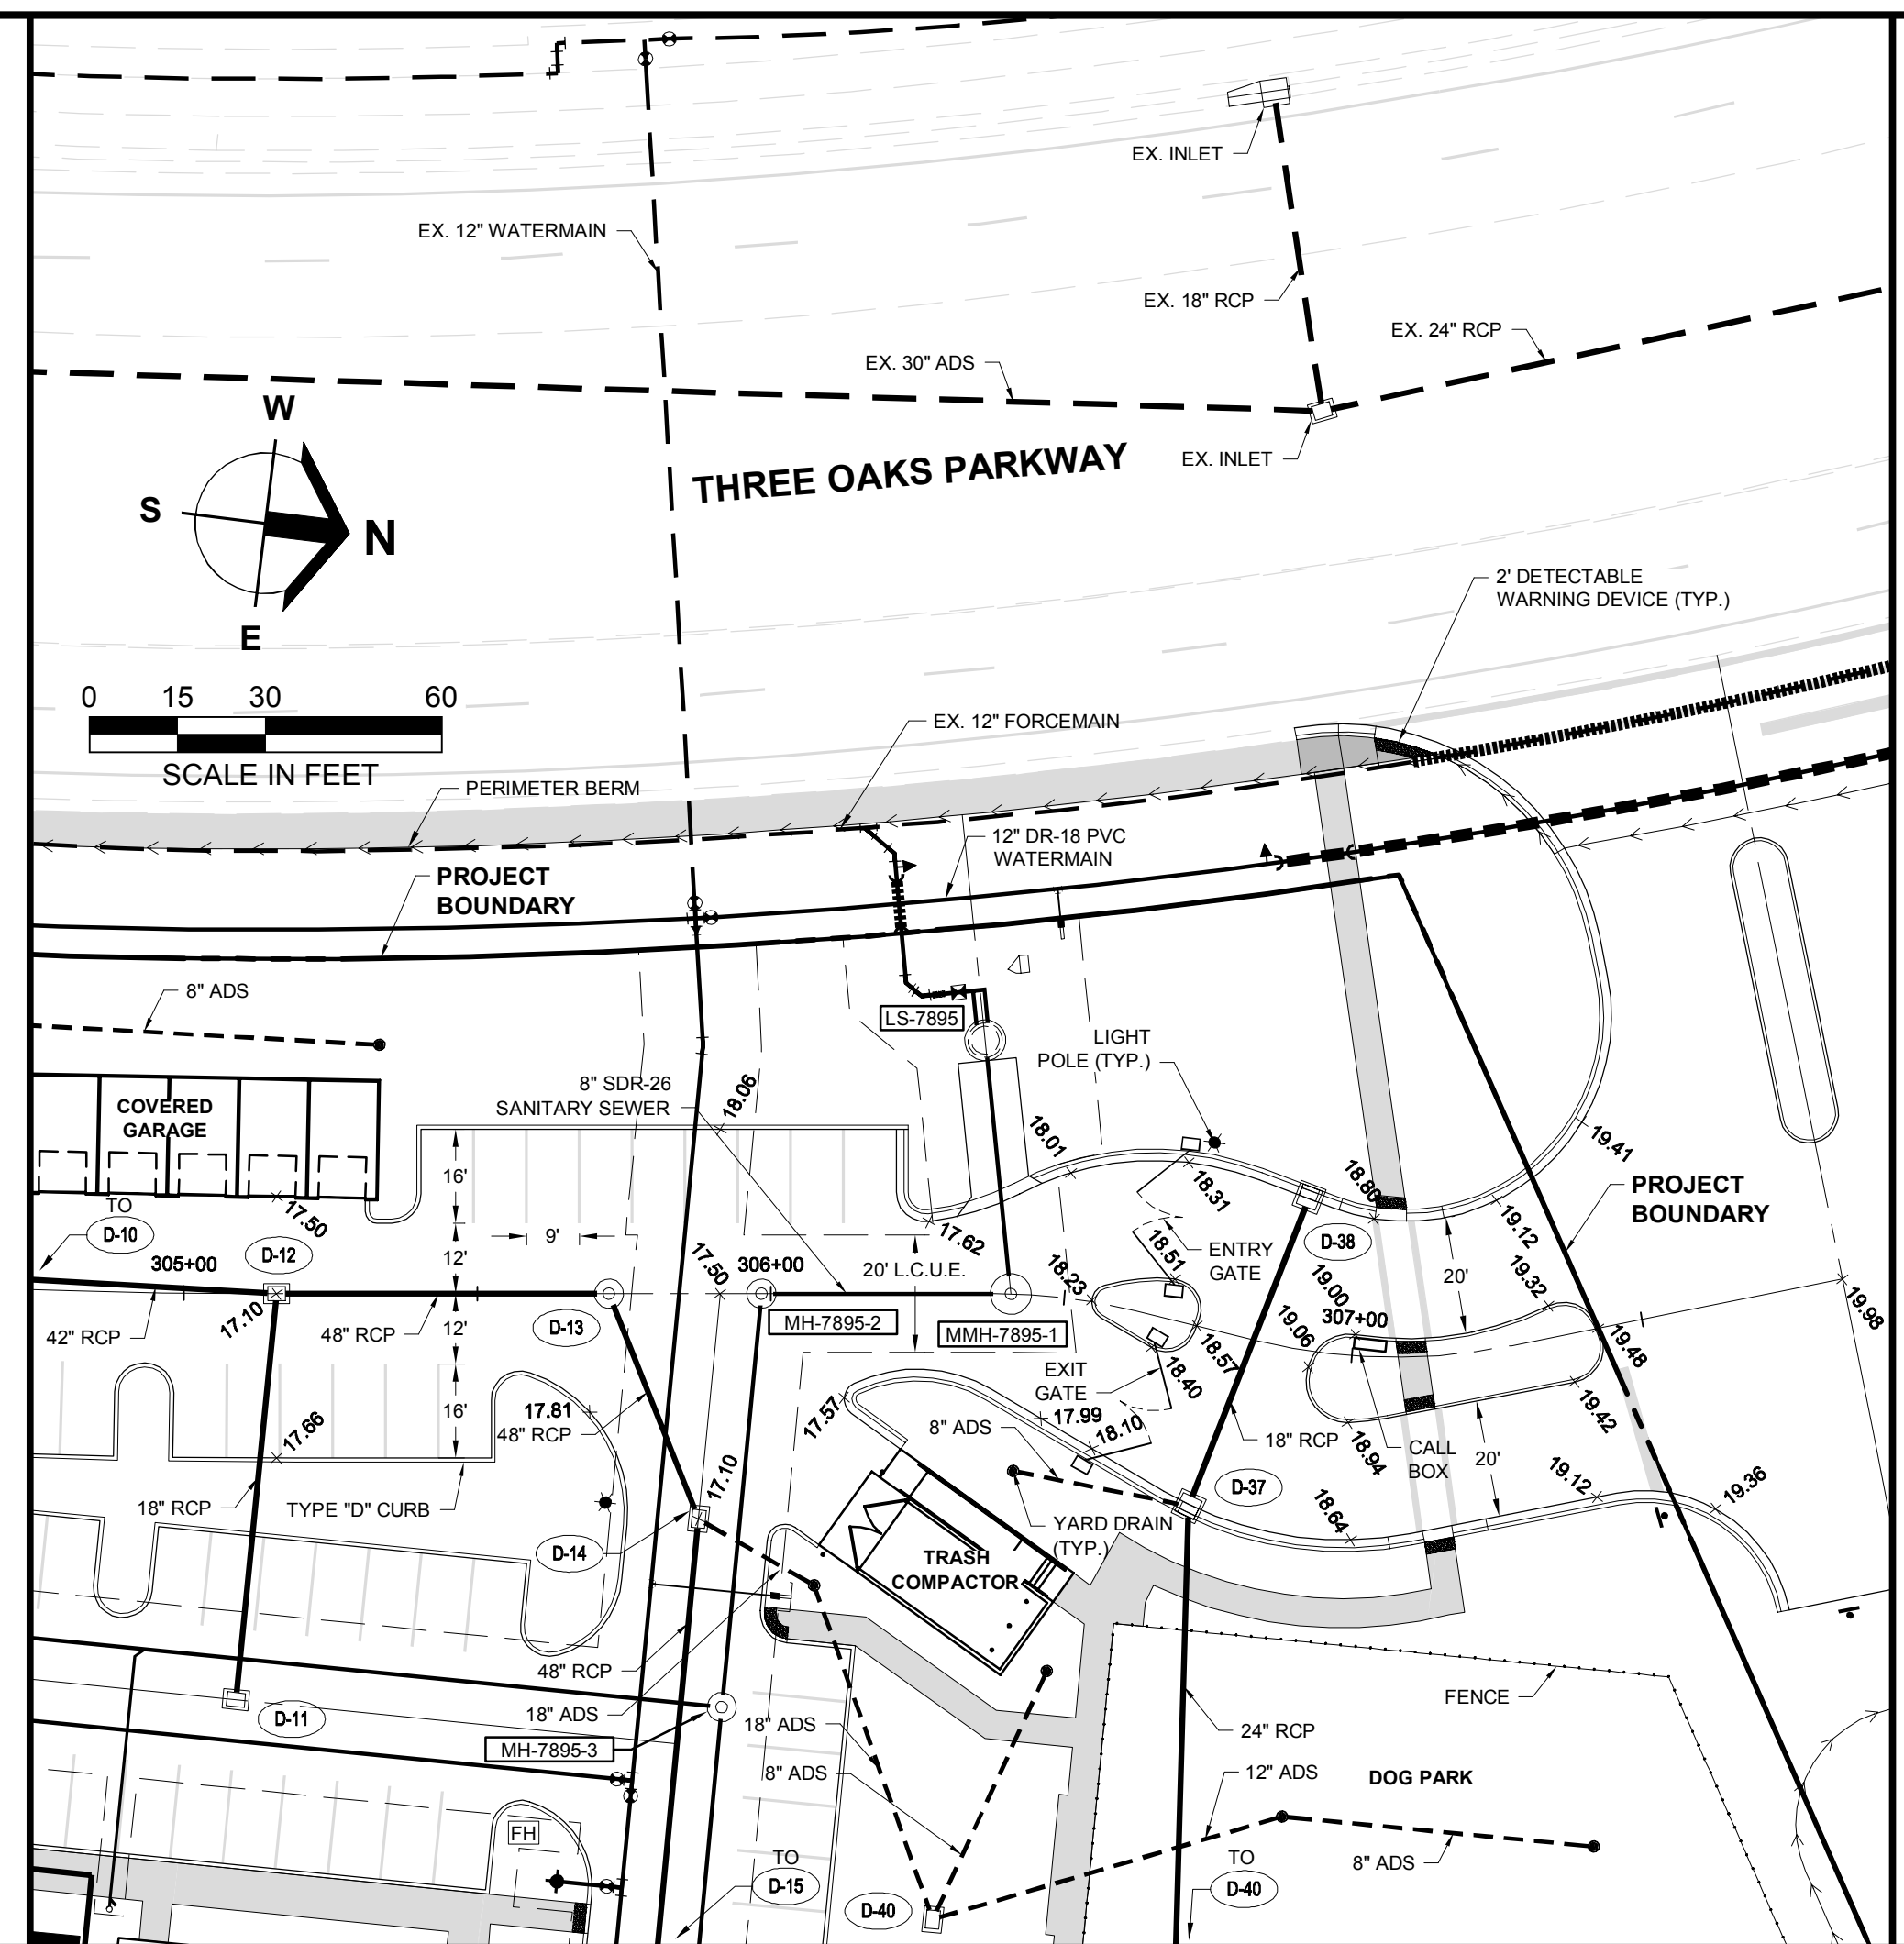 EX. INLET
EX. 12" WATERMAIN
EX. 18" RCP
EX. 24" RCP
EX. 30" ADS
W
THREE OAKS PARKWAY
EX. INLET
S
N
E
2' DETECTABLE
WARNING DEVICE (TYP.)
0 15 30 60
SCALE IN FEET
EX. 12" FORCEMAIN
PERIMETER BERM
12" DR-18 PVC
WATERMAIN
PROJECT
BOUNDARY
8" ADS
LS-7895
LIGHT
POLE (TYP.)
8" SDR-26
SANITARY SEWER
18.06
COVERED
GARAGE
18.01
19.41
16'
18.31
18.80
PROJECT
BOUNDARY
TO
D-10
17.50
17.62
19.12
D-12
9'
D-38
ENTRY
GATE
18.51
305+00
12'
17.50
306+00
20' L.C.U.E.
18.23
19.00
20'
19.32
19.98
17.10
42" RCP
48" RCP
12'
D-13
MH-7895-2
MMH-7895-1
307+00
19.06
18.57
19.48
EXIT
GATE
18.40
16'
17.81
48" RCP
17.57
17.99
19.42
17.66
8" ADS
18.10
18" RCP
18.94
CALL
BOX
20'
17.10
D-37
19.12
19.36
18" RCP
TYPE "D" CURB
YARD DRAIN
(TYP.)
18.64
D-14
TRASH
COMPACTOR
48" RCP
FENCE
D-11
18" ADS
18" ADS
24" RCP
MH-7895-3
8" ADS
12" ADS
DOG PARK
FH
TO
D-15
D-40
TO
D-40
8" ADS